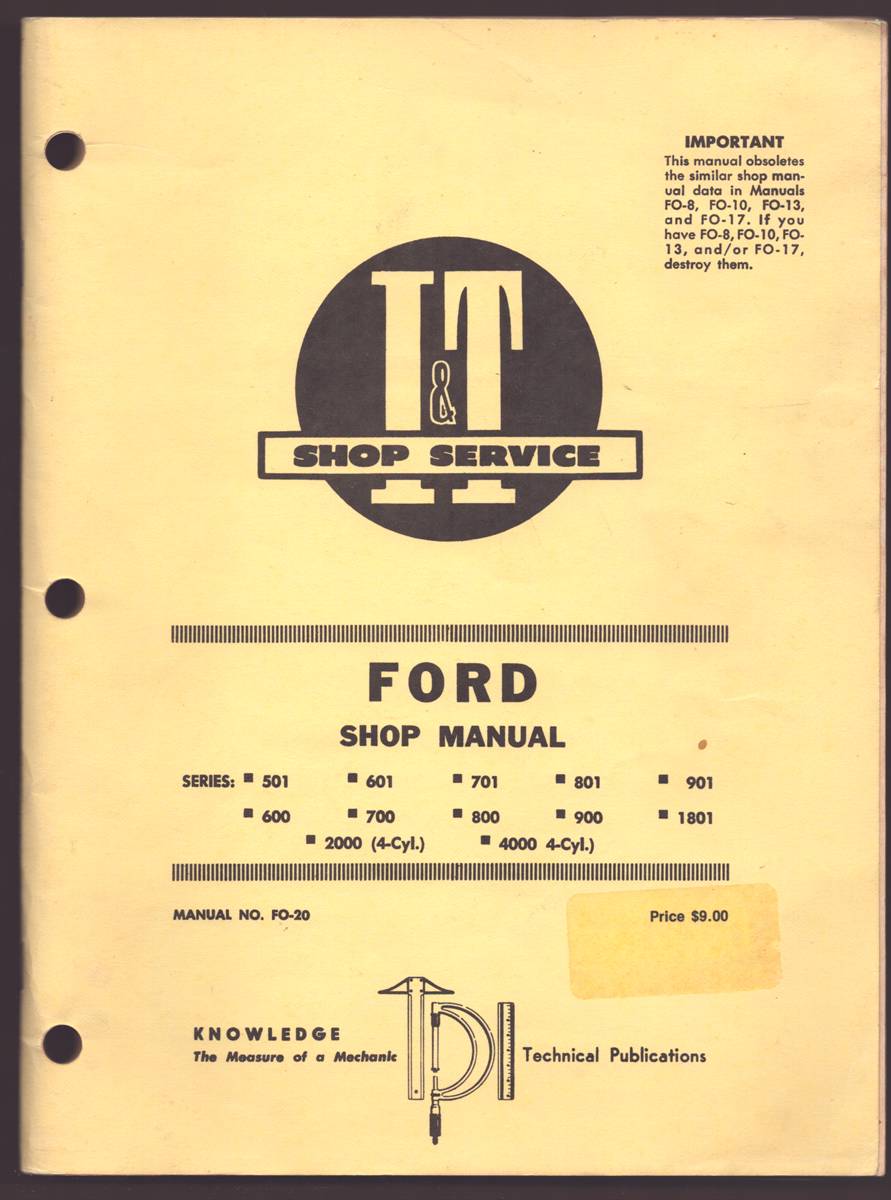 IMPORTANT
This manual obsoletes
the similar shop man-
ual data in Manuals
FO-8, FO-10, FO-13,
and FO-17. If you
have FO-8, FO-10, FO-
13, and/or FO-17,
destroy them.
I&T
SHOP SERVICE
FORD
SHOP MANUAL
SERIES: ■ 501 ■ 601 ■ 701 ■ 801 ■ 901
■ 600 ■ 700 ■ 800 ■ 900 ■ 1801
■ 2000 (4-Cyl.) ■ 4000 4-Cyl.)
MANUAL NO. FO-20 Price $9.00
KNOWLEDGE
The Measure of a Mechanic
TPI
Technical Publications